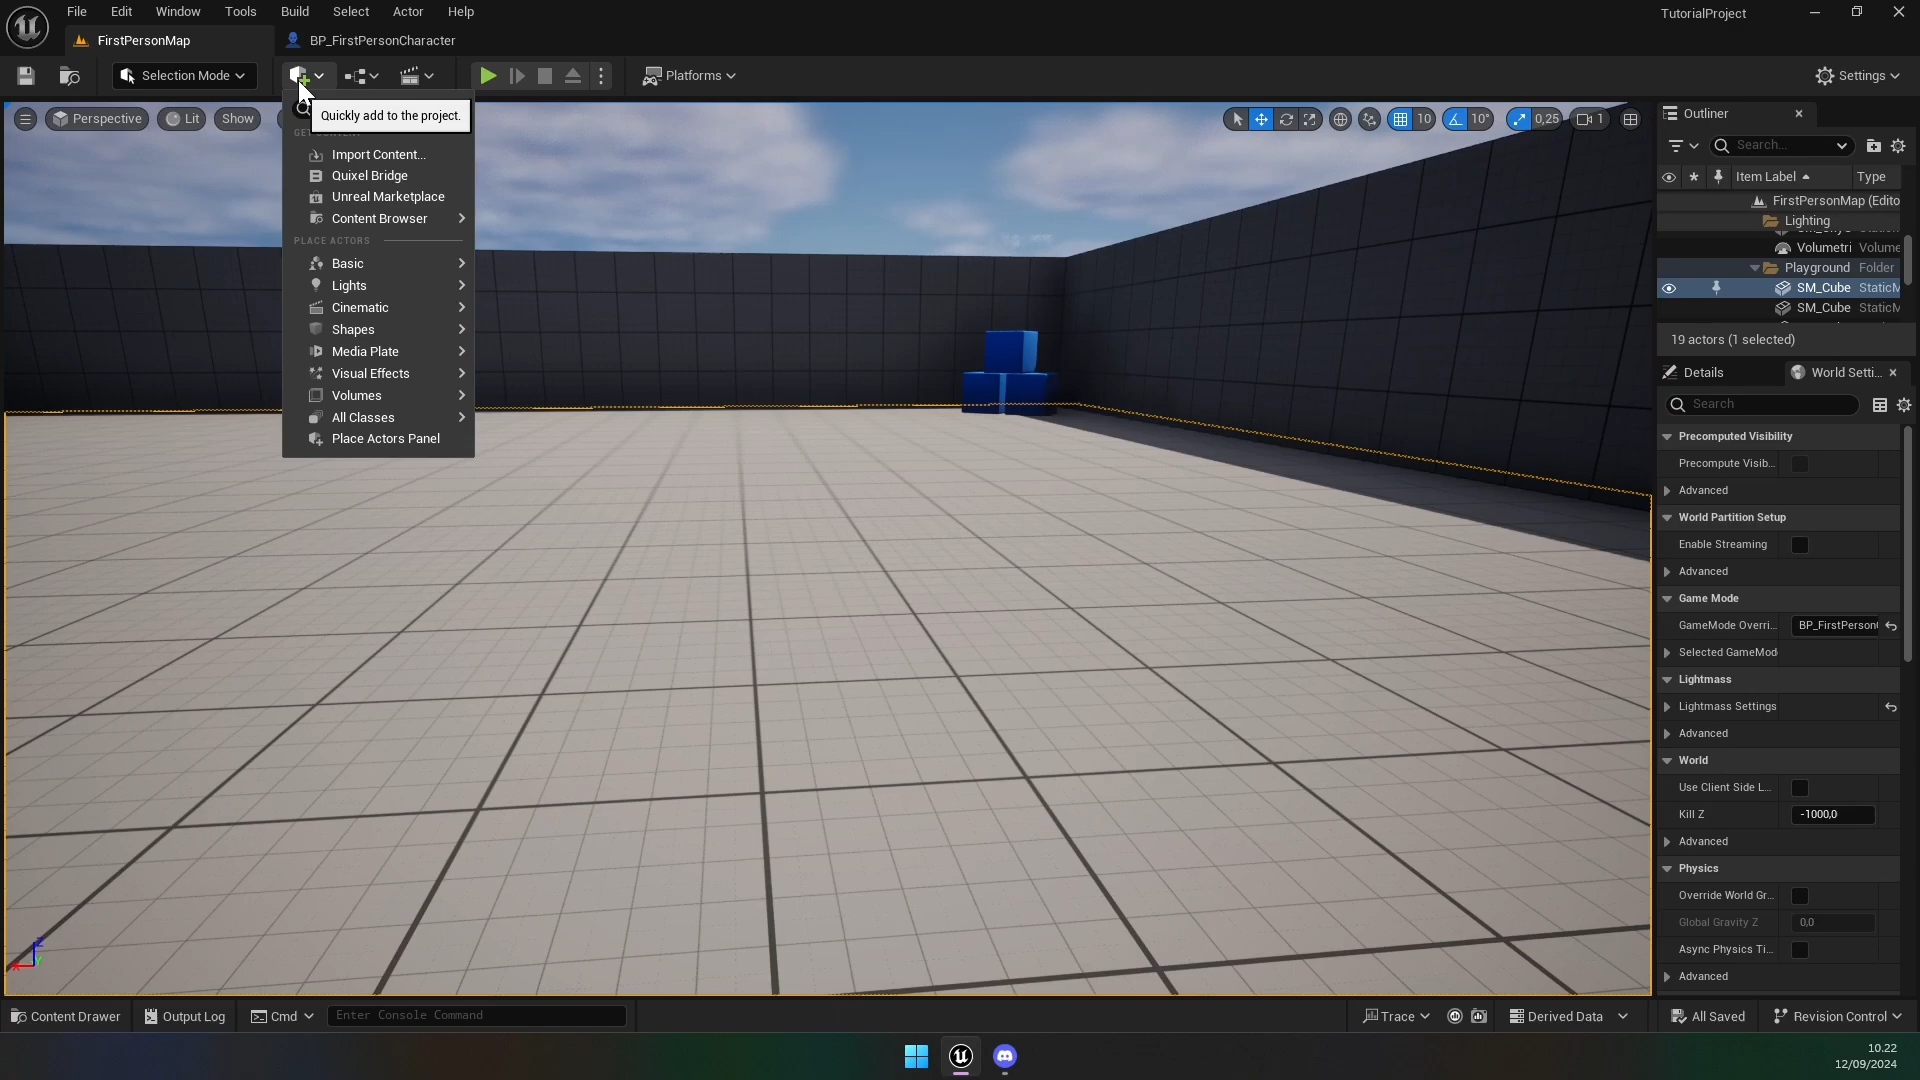 File Edit Window Tools Build Select Actor Help
TutorialProject
FirstPersonMap
BP_FirstPersonCharacter
Selection Mode
Platforms
Settings
Quickly add to the project.
Perspective
Lit
Show
10
10°
0,25
1
Import Content...
Quixel Bridge
Unreal Marketplace
Content Browser
PLACE ACTORS
Basic
Lights
Cinematic
Shapes
Media Plate
Visual Effects
Volumes
All Classes
Place Actors Panel
Outliner
Search...
Item Label
Type
FirstPersonMap (Edito
Lighting
Volumetri Volume
Playground Folder
SM_Cube StaticM
SM_Cube StaticM
19 actors (1 selected)
Details
World Setti...
Search
Precomputed Visibility
Precompute Visib...
Advanced
World Partition Setup
Enable Streaming
Advanced
Game Mode
GameMode Overri... BP_FirstPerson
Selected GameMod
Lightmass
Lightmass Settings
Advanced
World
Use Client Side L...
Kill Z -1000,0
Advanced
Physics
Override World Gr...
Global Gravity Z 0,0
Async Physics Ti...
Advanced
Z
Content Drawer
Output Log
Cmd
Enter Console Command
Trace
Derived Data
All Saved
Revision Control
10.22
12/09/2024